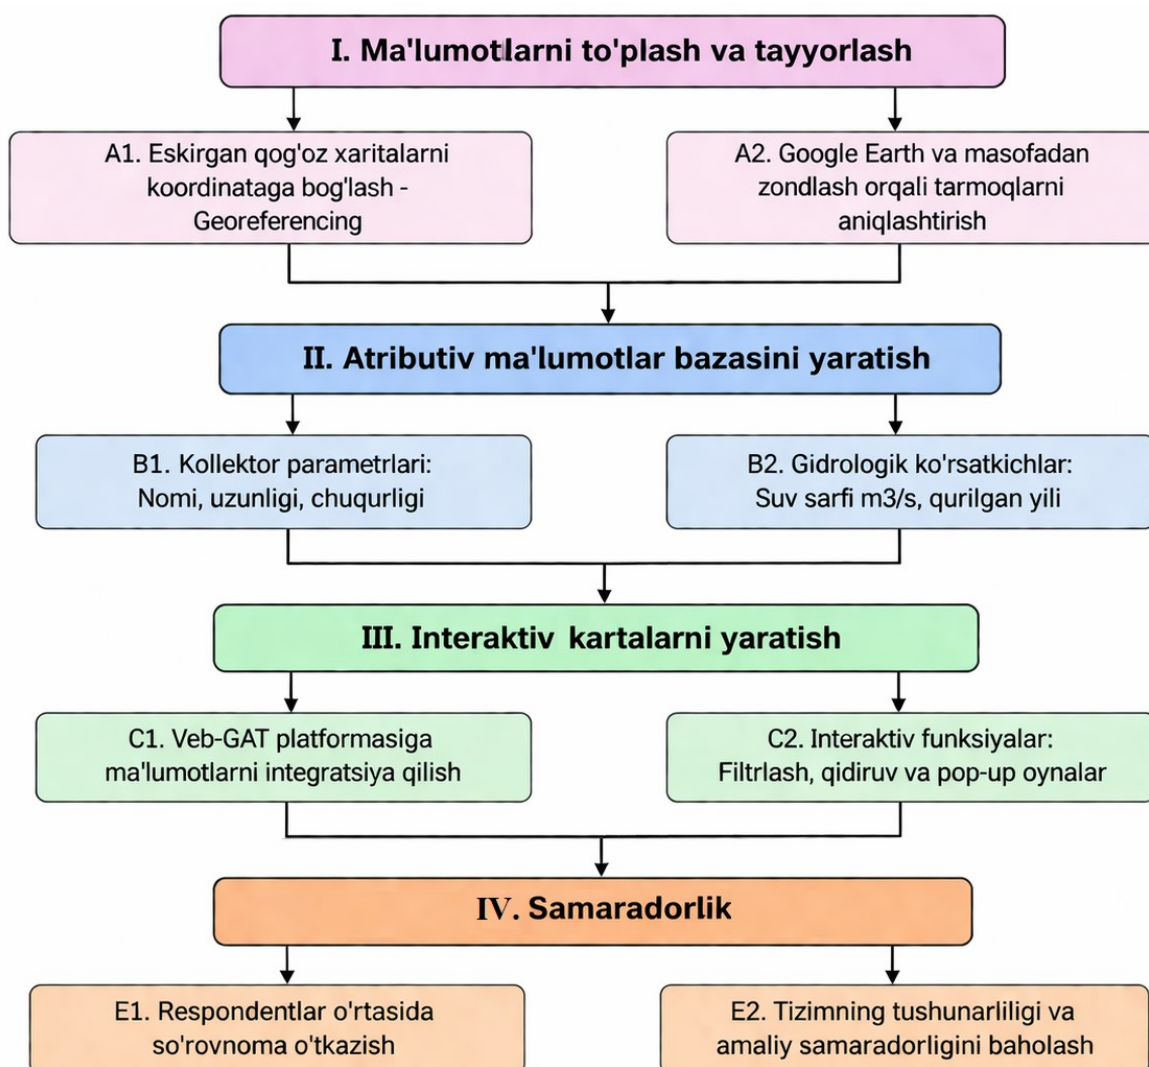 I. Ma'lumotlarni to'plash va tayyorlash
A1. Eskirgan qog'oz xaritalarni
koordinataga bog'lash -
Georeferencing
A2. Google Earth va masofadan
zondlash orqali tarmoqlarni
aniqlashtirish
II. Atributiv ma'lumotlar bazasini yaratish
B1. Kollektor parametrlari:
Nomi, uzunligi, chuqurligi
B2. Gidrologik ko'rsatkichlar:
Suv sarfi m3/s, qurilgan yili
III. Interaktiv kartalarni yaratish
C1. Veb-GAT platformasiga
ma'lumotlarni integratsiya qilish
C2. Interaktiv funksiyalar:
Filtrlash, qidiruv va pop-up oynalar
IV. Samaradorlik
E1. Respondentlar o'rtasida
so'rovnoma o'tkazish
E2. Tizimning tushunarliligi va
amaliy samaradorligini baholash